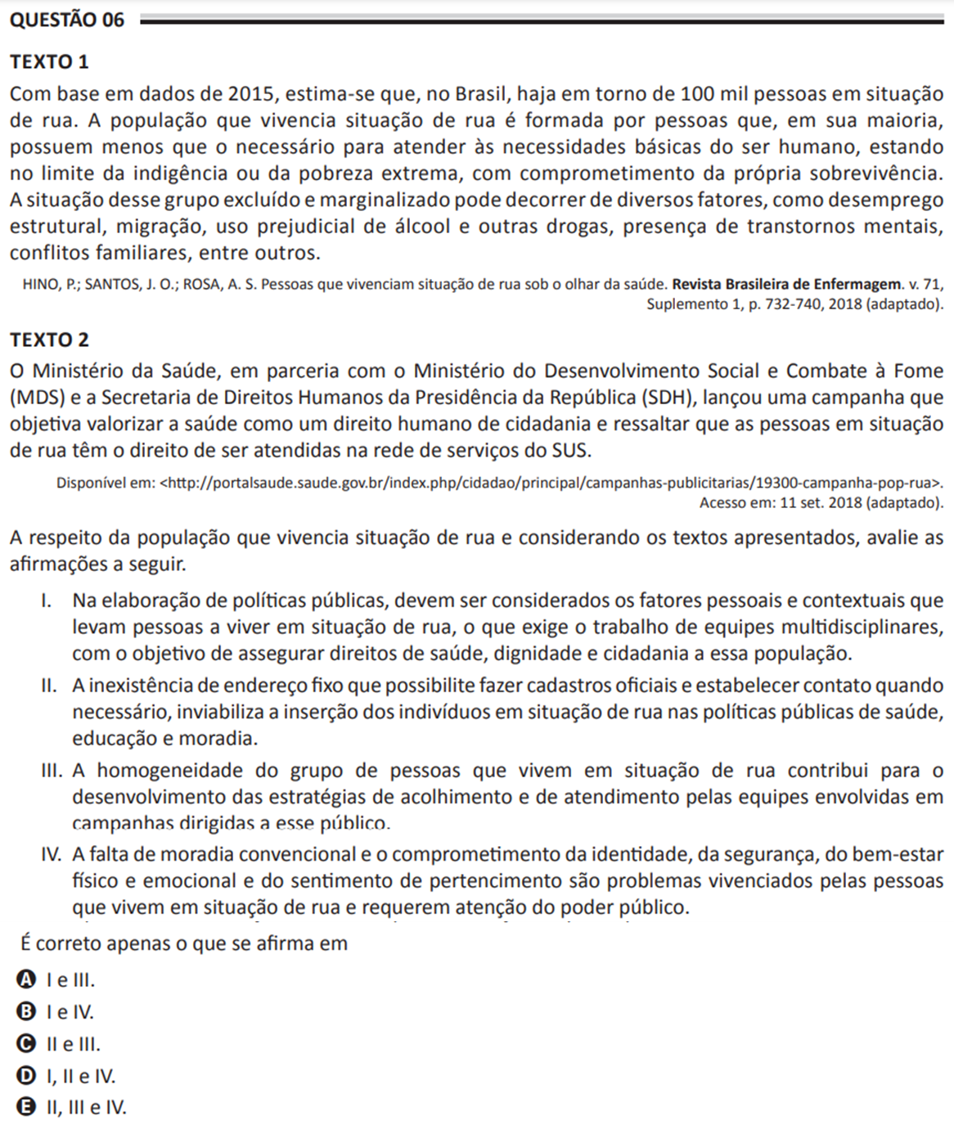 QUESTÃO 06
TEXTO 1
Com base em dados de 2015, estima-se que, no Brasil, haja em torno de 100 mil pessoas em situação
de rua. A população que vivencia situação de rua é formada por pessoas que, em sua maioria,
possuem menos que o necessário para atender às necessidades básicas do ser humano, estando
no limite da indigência ou da pobreza extrema, com comprometimento da própria sobrevivência.
A situação desse grupo excluído e marginalizado pode decorrer de diversos fatores, como desemprego
estrutural, migração, uso prejudicial de álcool e outras drogas, presença de transtornos mentais,
conflitos familiares, entre outros.
HINO, P.; SANTOS, J. O.; ROSA, A. S. Pessoas que vivenciam situação de rua sob o olhar da saúde. Revista Brasileira de Enfermagem. v. 71,
Suplemento 1, p. 732-740, 2018 (adaptado).
TEXTO 2
O Ministério da Saúde, em parceria com o Ministério do Desenvolvimento Social e Combate à Fome
(MDS) e a Secretaria de Direitos Humanos da Presidência da República (SDH), lançou uma campanha que
objetiva valorizar a saúde como um direito humano de cidadania e ressaltar que as pessoas em situação
de rua têm o direito de ser atendidas na rede de serviços do SUS.
Disponível em: <http://portalsaude.saude.gov.br/index.php/cidadao/principal/campanhas-publicitarias/19300-campanha-pop-rua>.
Acesso em: 11 set. 2018 (adaptado).
A respeito da população que vivencia situação de rua e considerando os textos apresentados, avalie as
afirmações a seguir.
I. Na elaboração de políticas públicas, devem ser considerados os fatores pessoais e contextuais que
levam pessoas a viver em situação de rua, o que exige o trabalho de equipes multidisciplinares,
com o objetivo de assegurar direitos de saúde, dignidade e cidadania a essa população.
II. A inexistência de endereço fixo que possibilite fazer cadastros oficiais e estabelecer contato quando
necessário, inviabiliza a inserção dos indivíduos em situação de rua nas políticas públicas de saúde,
educação e moradia.
III. A homogeneidade do grupo de pessoas que vivem em situação de rua contribui para o
desenvolvimento das estratégias de acolhimento e de atendimento pelas equipes envolvidas em
campanhas dirigidas a esse público.
IV. A falta de moradia convencional e o comprometimento da identidade, da segurança, do bem-estar
físico e emocional e do sentimento de pertencimento são problemas vivenciados pelas pessoas
que vivem em situação de rua e requerem atenção do poder público.
É correto apenas o que se afirma em
A I e III.
B I e IV.
C II e III.
D I, II e IV.
E II, III e IV.